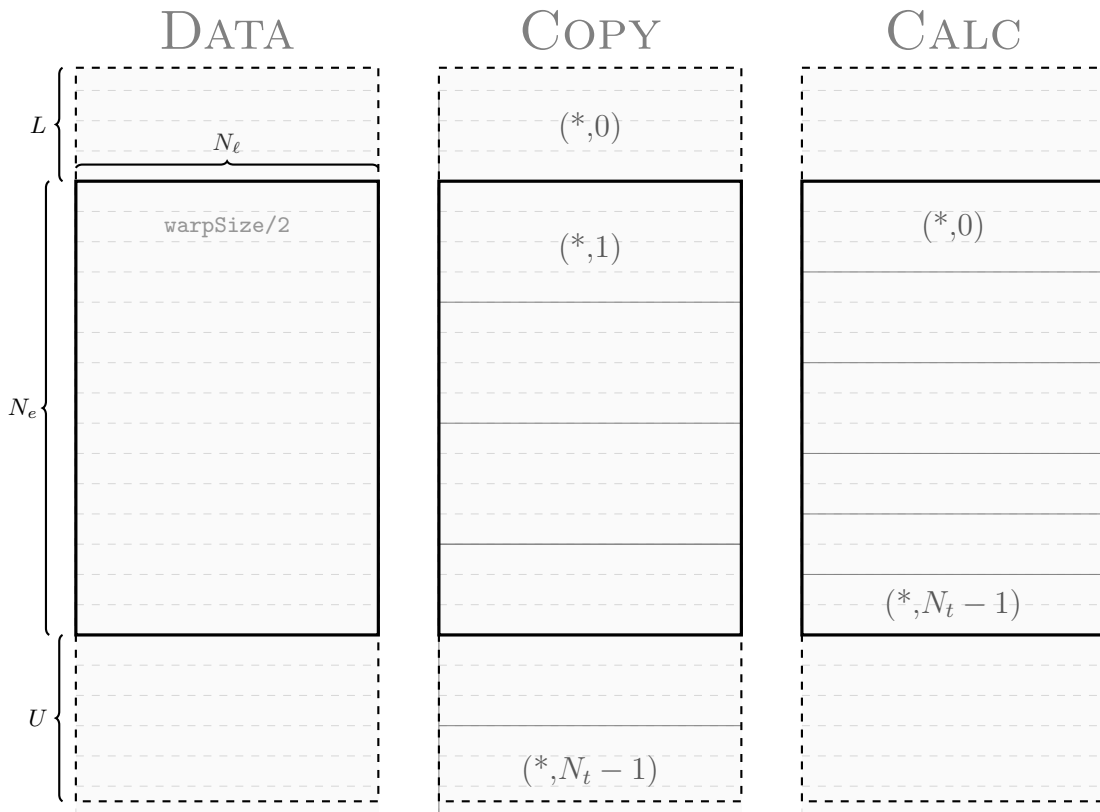 DATA
COPY
CALC
L
(*,0)
N_ℓ
warpSize/2
(*,1)
(*,0)
N_e
(*,N_t − 1)
U
(*,N_t − 1)